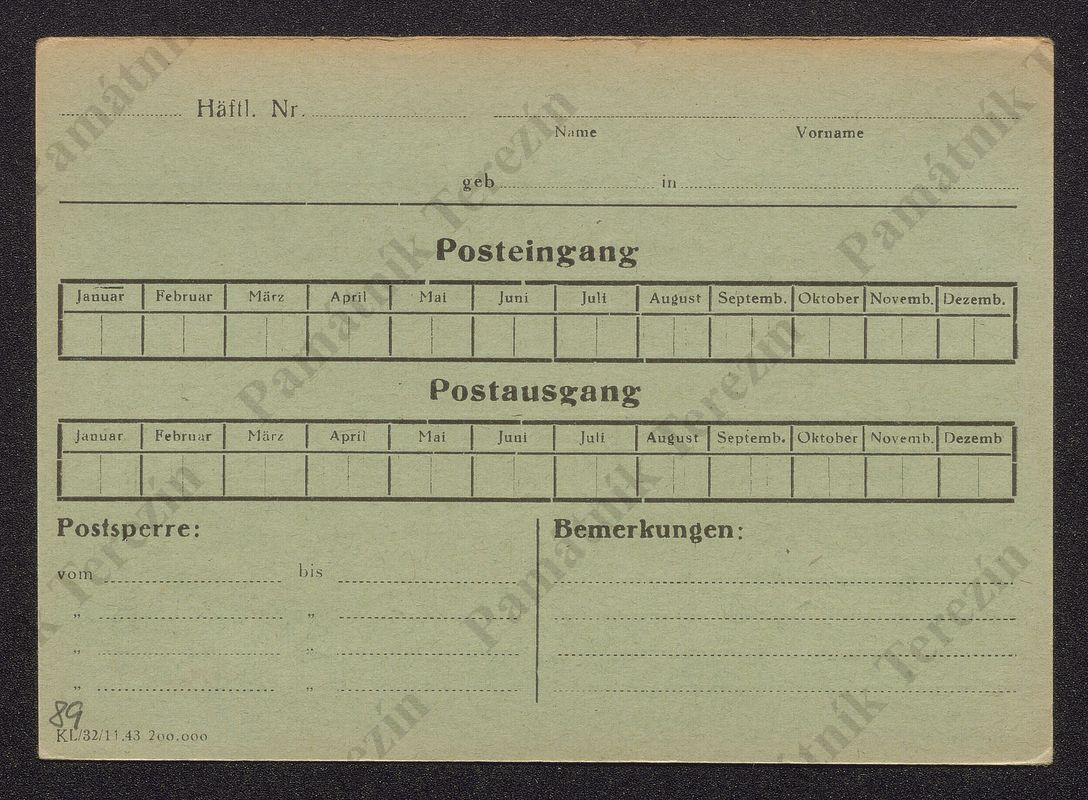 Häftl. Nr.
Name Vorname
geb in
Posteingang
Januar Februar März April Mai Juni Juli August Septemb. Oktober Novemb. Dezemb.
Postausgang
Januar Februar März April Mai Juni Juli August Septemb. Oktober Novemb. Dezemb
Postsperre: Bemerkungen:
vom bis
„ „
„ „
„ „
89
KL/32/11.43 200.000
Památník Terezín